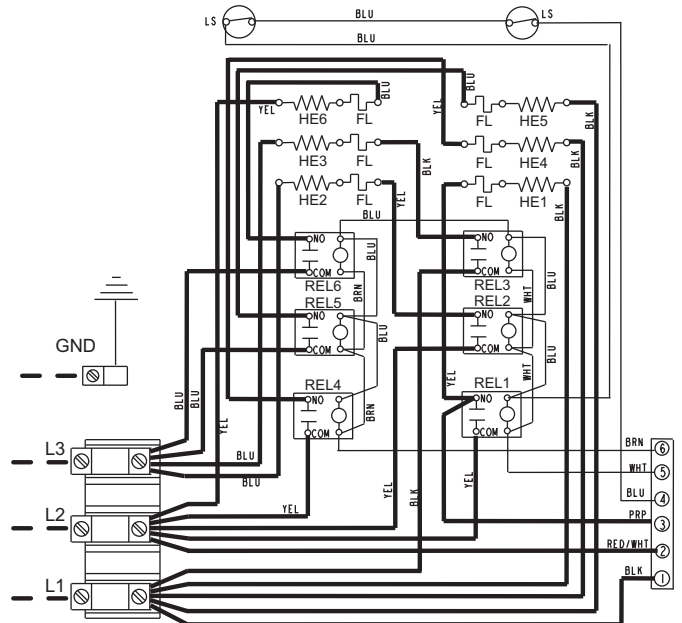 LS BLU LS
BLU
YEL HE6 FL BLU YEL BLU FL HE5 BLK
HE3 FL BLK FL HE4 BLK
HE2 FL YEL FL HE1 BLK
BLU
NO BLU NO BLU
COM COM
REL6 BRN REL3 WHT
REL5 REL2
NO BLU NO BLU
COM COM
GND
BLU BLU YEL REL4 BRN YEL REL1 WHT
NO NO
COM COM
BRN 6
L3 BLU WHT 5
BLU YEL BLK YEL BLU 4
L2 YEL PRP 3
RED/WHT 2
L1 BLK 1